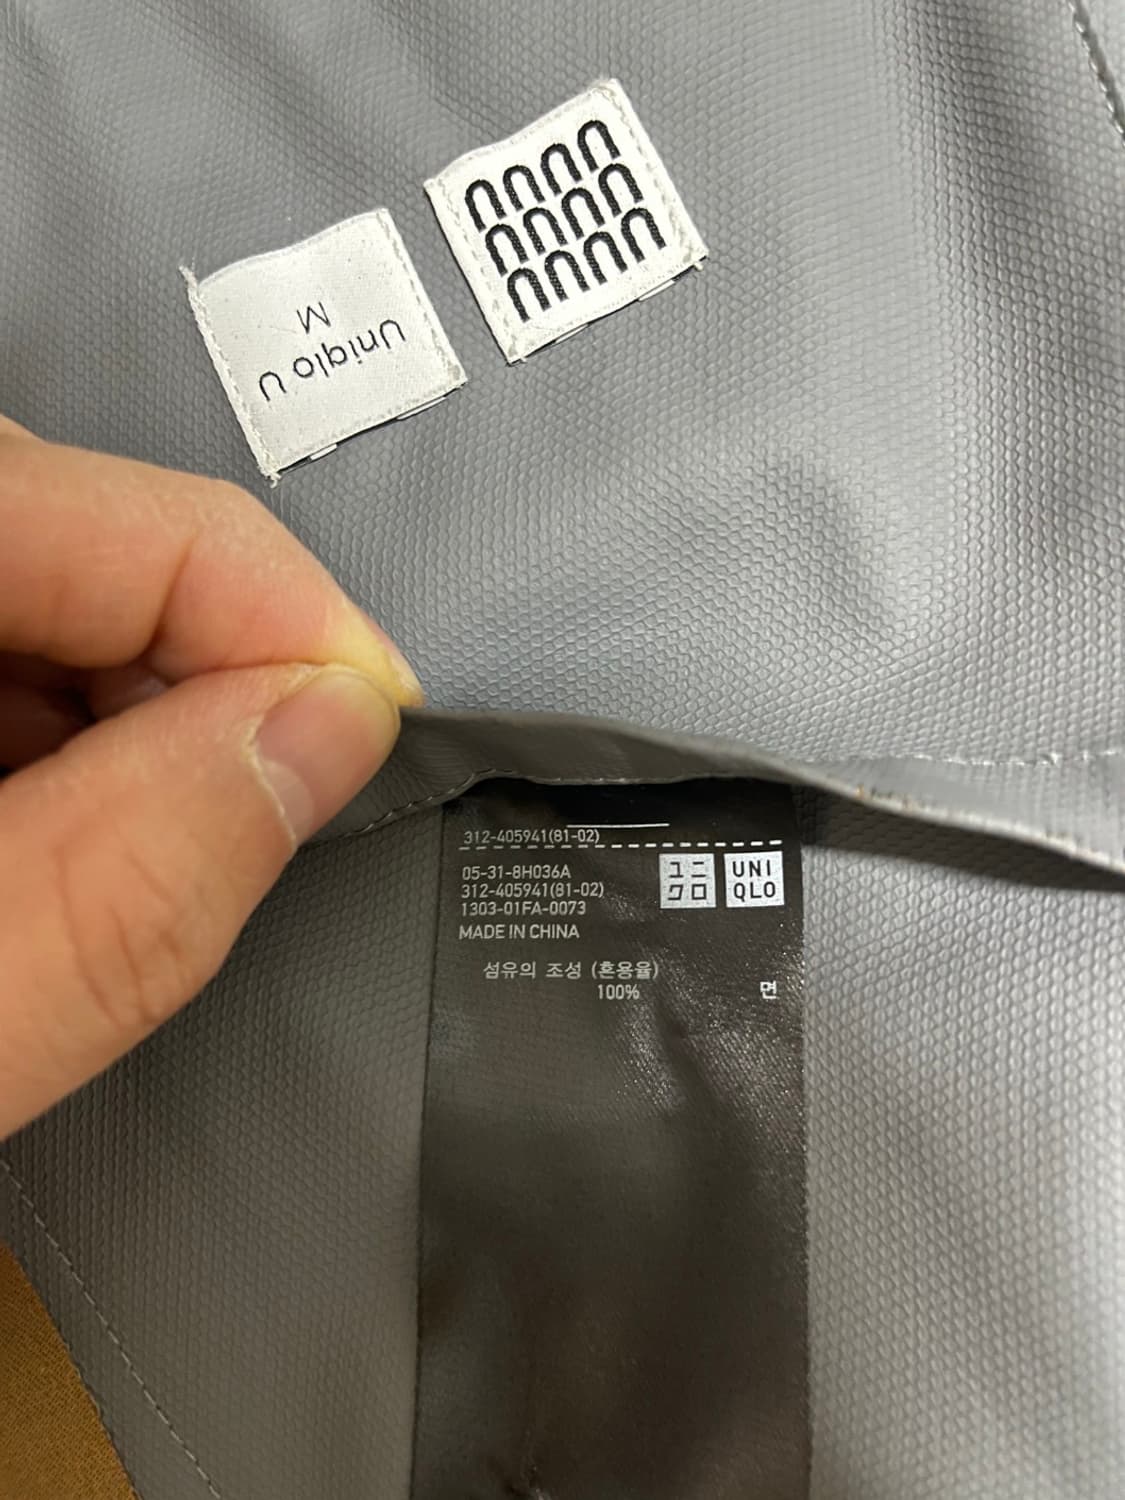 Uniqlo U
M
312-405941(81-02)
05-31-8H036A
312-405941(81-02)
1303-01FA-0073
MADE IN CHINA
ユニ
クロ
UNI
QLO
섬유의 조성 (혼용율)
100% 면